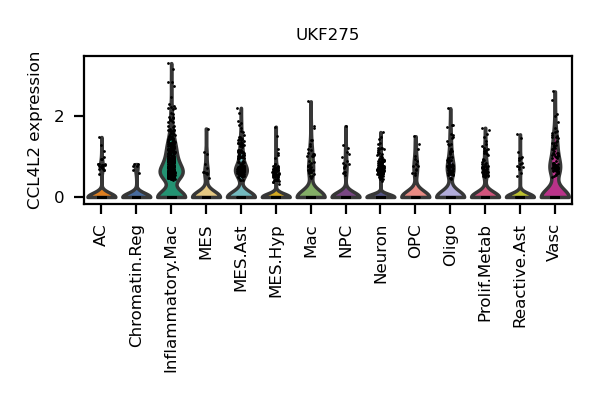 UKF275
CCL4L2 expression
2
0
AC
Chromatin.Reg
Inflammatory.Mac
MES
MES.Ast
MES.Hyp
Mac
NPC
Neuron
OPC
Oligo
Prolif.Metab
Reactive.Ast
Vasc